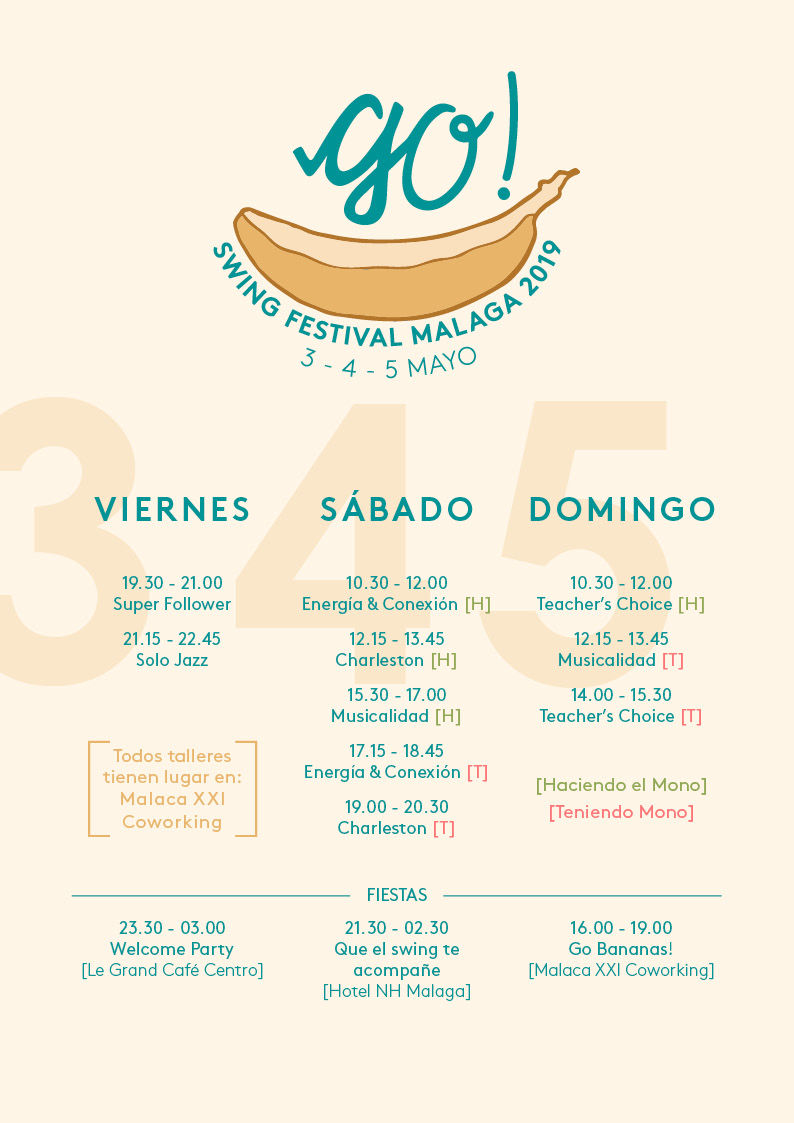 go!
SWING FESTIVAL MALAGA 2019
3 - 4 - 5 MAYO
3 4 5
VIERNES
19.30 - 21.00
Super Follower
21.15 - 22.45
Solo Jazz
Todos talleres
tienen lugar en:
Malaca XXI
Coworking
SÁBADO
10.30 - 12.00
Energía & Conexión [H]
12.15 - 13.45
Charleston [H]
15.30 - 17.00
Musicalidad [H]
17.15 - 18.45
Energía & Conexión [T]
19.00 - 20.30
Charleston [T]
DOMINGO
10.30 - 12.00
Teacher's Choice [H]
12.15 - 13.45
Musicalidad [T]
14.00 - 15.30
Teacher's Choice [T]
[Haciendo el Mono]
[Teniendo Mono]
FIESTAS
23.30 - 03.00
Welcome Party
[Le Grand Café Centro]
21.30 - 02.30
Que el swing te
acompañe
[Hotel NH Malaga]
16.00 - 19.00
Go Bananas!
[Malaca XXI Coworking]